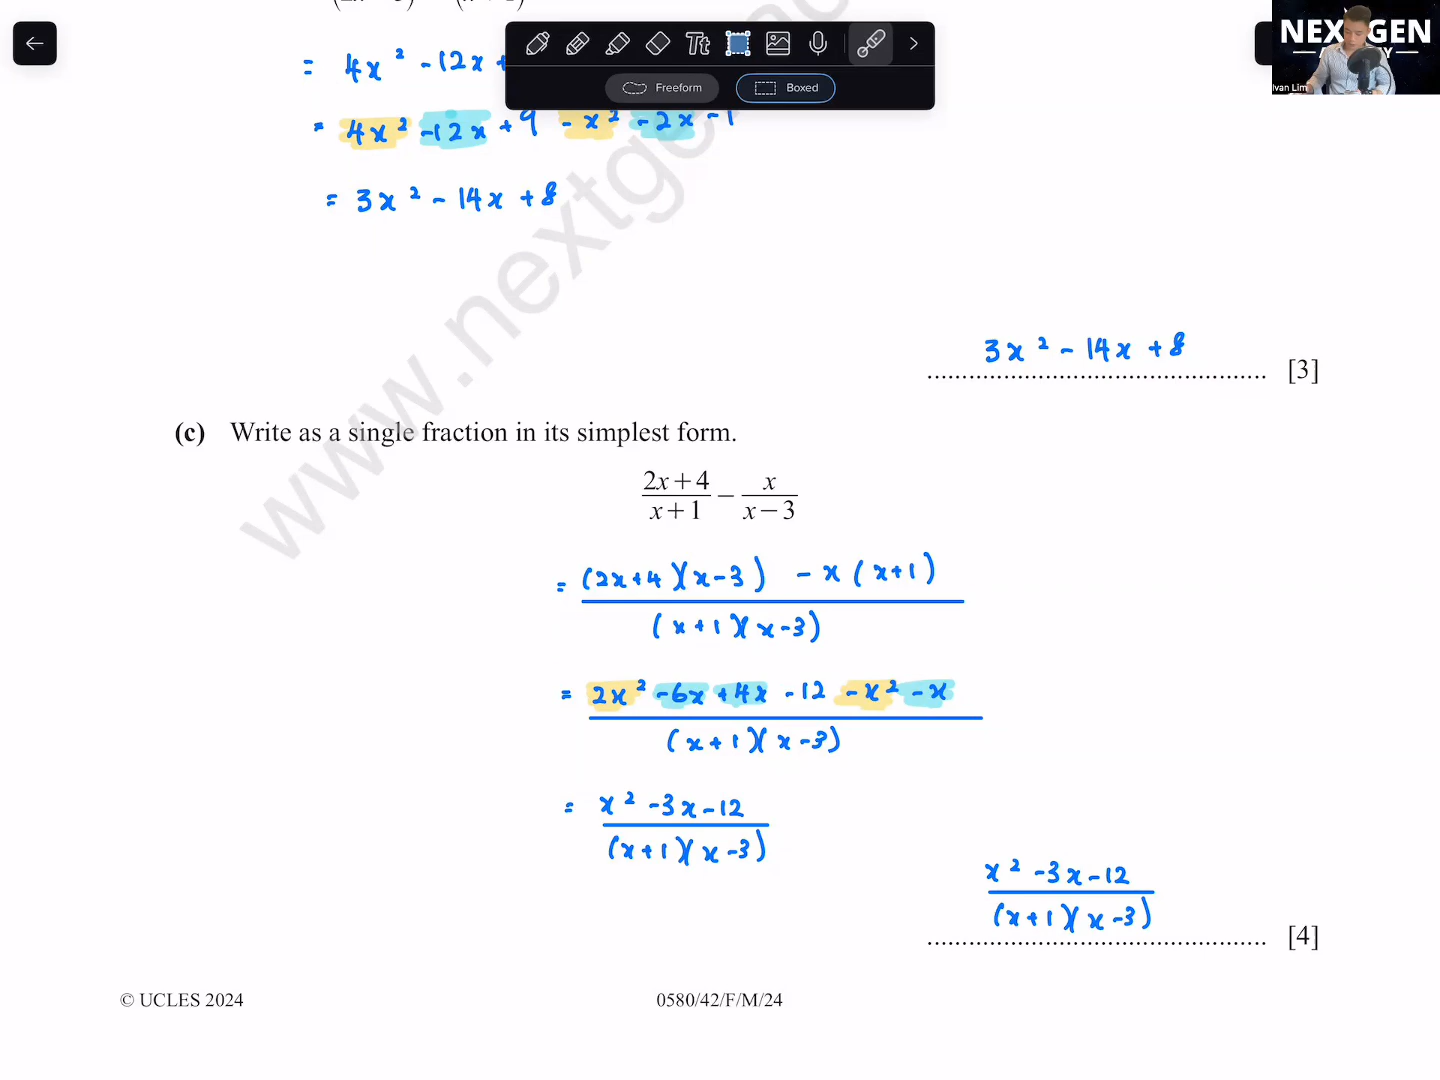 = 4x² - 12x +
= 4x² - 12x + 9 - x² - 2x - 1
= 3x² - 14x + 8
3x² - 14x + 8
[3]
(c) Write as a single fraction in its simplest form.
2x+4/x+1 − x/x−3
= (2x+4)(x-3) - x(x+1)
(x+1)(x-3)
= 2x² -6x +4x -12 -x² -x
(x+1)(x-3)
= x² -3x -12
(x+1)(x-3)
x² -3x -12
(x+1)(x-3)
[4]
© UCLES 2024
0580/42/F/M/24
Tt
Freeform
Boxed
NEXTGEN
Ivan Lim